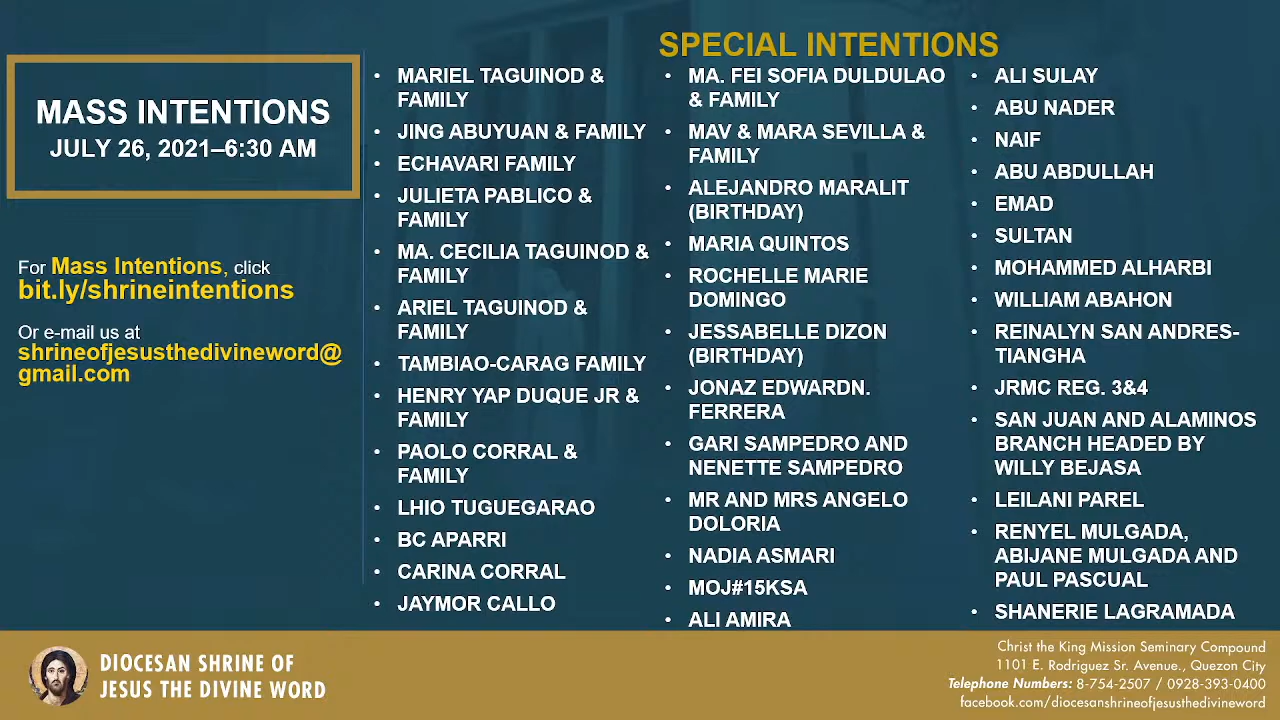 SPECIAL INTENTIONS
MASS INTENTIONS
JULY 26, 2021–6:30 AM
For Mass Intentions, click
bit.ly/shrineintentions
Or e-mail us at
shrineofjesusthedivineword@
gmail.com
• MARIEL TAGUINOD &
FAMILY
• JING ABUYUAN & FAMILY
• ECHAVARI FAMILY
• JULIETA PABLICO &
FAMILY
• MA. CECILIA TAGUINOD &
FAMILY
• ARIEL TAGUINOD &
FAMILY
• TAMBIAO-CARAG FAMILY
• HENRY YAP DUQUE JR &
FAMILY
• PAOLO CORRAL &
FAMILY
• LHIO TUGUEGARAO
• BC APARRI
• CARINA CORRAL
• JAYMOR CALLO
• MA. FEI SOFIA DULDULAO
& FAMILY
• MAV & MARA SEVILLA &
FAMILY
• ALEJANDRO MARALIT
(BIRTHDAY)
• MARIA QUINTOS
• ROCHELLE MARIE
DOMINGO
• JESSABELLE DIZON
(BIRTHDAY)
• JONAZ EDWARDN.
FERRERA
• GARI SAMPEDRO AND
NENETTE SAMPEDRO
• MR AND MRS ANGELO
DOLORIA
• NADIA ASMARI
• MOJ#15KSA
• ALI AMIRA
• ALI SULAY
• ABU NADER
• NAIF
• ABU ABDULLAH
• EMAD
• SULTAN
• MOHAMMED ALHARBI
• WILLIAM ABAHON
• REINALYN SAN ANDRES-
TIANGHA
• JRMC REG. 3&4
• SAN JUAN AND ALAMINOS
BRANCH HEADED BY
WILLY BEJASA
• LEILANI PAREL
• RENYEL MULGADA,
ABIJANE MULGADA AND
PAUL PASCUAL
• SHANERIE LAGRAMADA
DIOCESAN SHRINE OF
JESUS THE DIVINE WORD
Christ the King Mission Seminary Compound
1101 E. Rodriguez Sr. Avenue., Quezon City
Telephone Numbers: 8-754-2507 / 0928-393-0400
facebook.com/diocesanshrineofjesusthedivineword